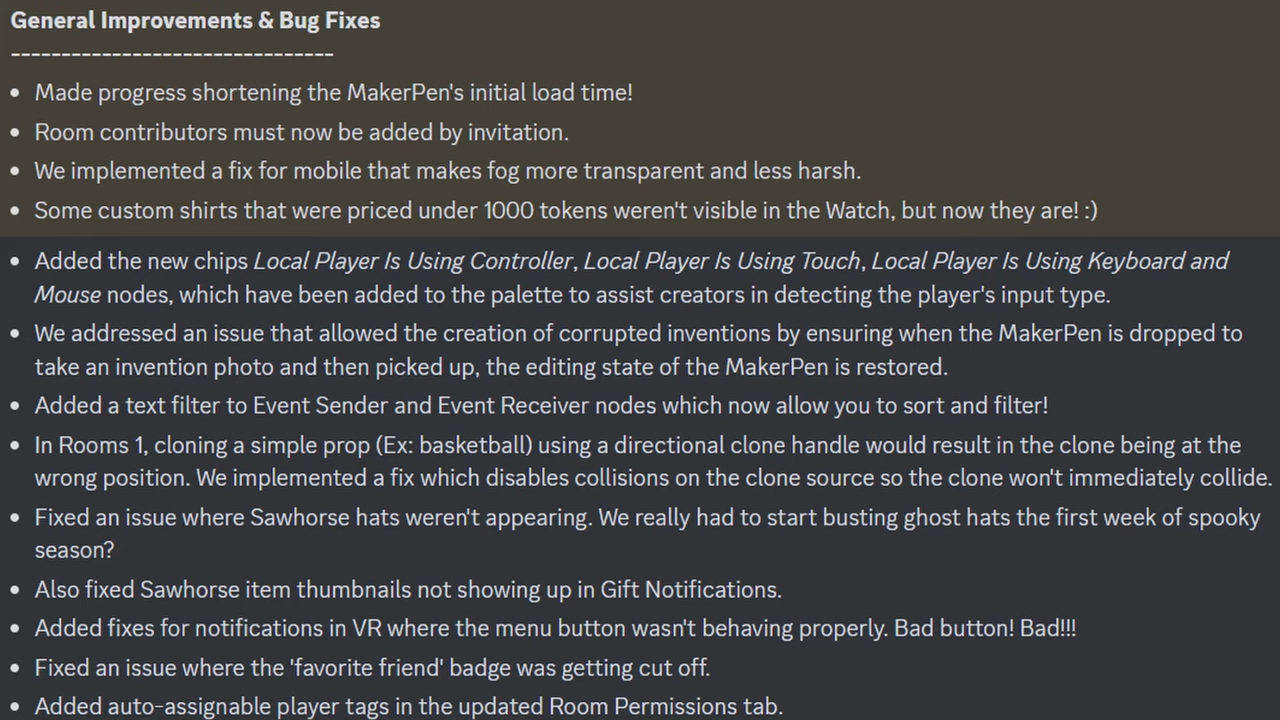 General Improvements & Bug Fixes
--------------------------------
• Made progress shortening the MakerPen's initial load time!
• Room contributors must now be added by invitation.
• We implemented a fix for mobile that makes fog more transparent and less harsh.
• Some custom shirts that were priced under 1000 tokens weren't visible in the Watch, but now they are! :)
• Added the new chips Local Player Is Using Controller, Local Player Is Using Touch, Local Player Is Using Keyboard and
Mouse nodes, which have been added to the palette to assist creators in detecting the player's input type.
• We addressed an issue that allowed the creation of corrupted inventions by ensuring when the MakerPen is dropped to
take an invention photo and then picked up, the editing state of the MakerPen is restored.
• Added a text filter to Event Sender and Event Receiver nodes which now allow you to sort and filter!
• In Rooms 1, cloning a simple prop (Ex: basketball) using a directional clone handle would result in the clone being at the
wrong position. We implemented a fix which disables collisions on the clone source so the clone won't immediately collide.
• Fixed an issue where Sawhorse hats weren't appearing. We really had to start busting ghost hats the first week of spooky
season?
• Also fixed Sawhorse item thumbnails not showing up in Gift Notifications.
• Added fixes for notifications in VR where the menu button wasn't behaving properly. Bad button! Bad!!!
• Fixed an issue where the 'favorite friend' badge was getting cut off.
• Added auto-assignable player tags in the updated Room Permissions tab.